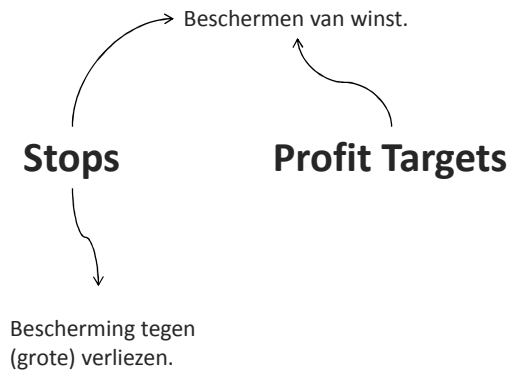 Beschermen van winst.
Stops
Profit Targets
Bescherming tegen
(grote) verliezen.